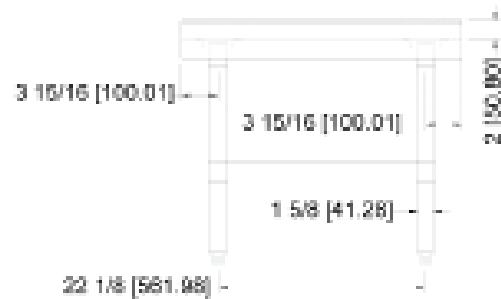 3 15/16 [100.01]
2 [50.80]
3 15/16 [100.01]
1 5/8 [41.28]
22 1/8 [561.98]